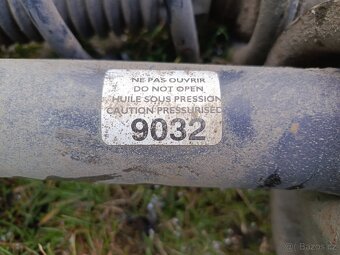 NE PAS OUVRIR
DO NOT OPEN
HUILE SOUS PRESSION
CAUTION PRESSURISED
9032